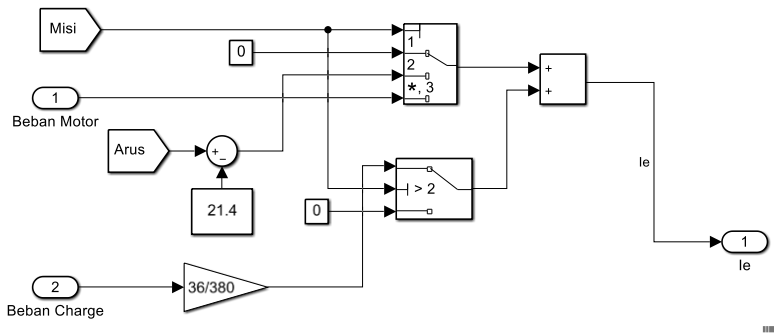 Misi
0
1
2
*, 3
+
+
1
Beban Motor
Arus
+
−
21.4
> 2
0
Ie
1
Ie
2
Beban Charge
36/380